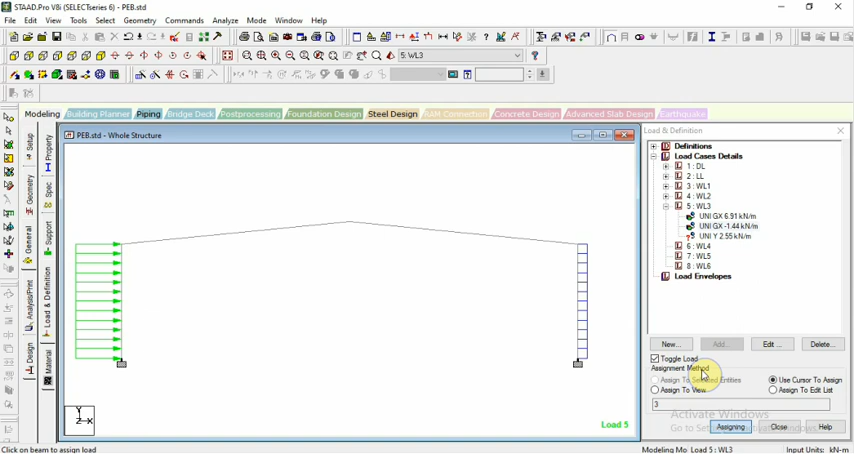 STAAD.Pro V8i (SELECTseries 6) - PEB.std
File Edit View Tools Select Geometry Commands Analyze Mode Window Help
5: WL3
Modeling Building Planner Piping Bridge Deck Postprocessing Foundation Design Steel Design RAM Connection Concrete Design Advanced Slab Design Earthquake
Setup
Geometry
General
Analysis/Print
Design
Property
Spec
Support
Load & Definition
Material
PEB.std - Whole Structure
Load 5
Y
Z
X
Load & Definition
Definitions
Load Cases Details
1 : DL
2 : LL
3 : WL1
4 : WL2
5 : WL3
UNI GX 6.91 kN/m
UNI GX -1.44 kN/m
UNI Y 2.55 kN/m
6 : WL4
7 : WL5
8 : WL6
Load Envelopes
New... Add... Edit ... Delete...
Toggle Load
Assignment Method
Assign To Selected Entities Use Cursor To Assign
Assign To View Assign To Edit List
3
Activate Windows
Assigning Close Help
Click on beam to assign load Modeling Mo Load 5 : WL3 Input Units: kN-m